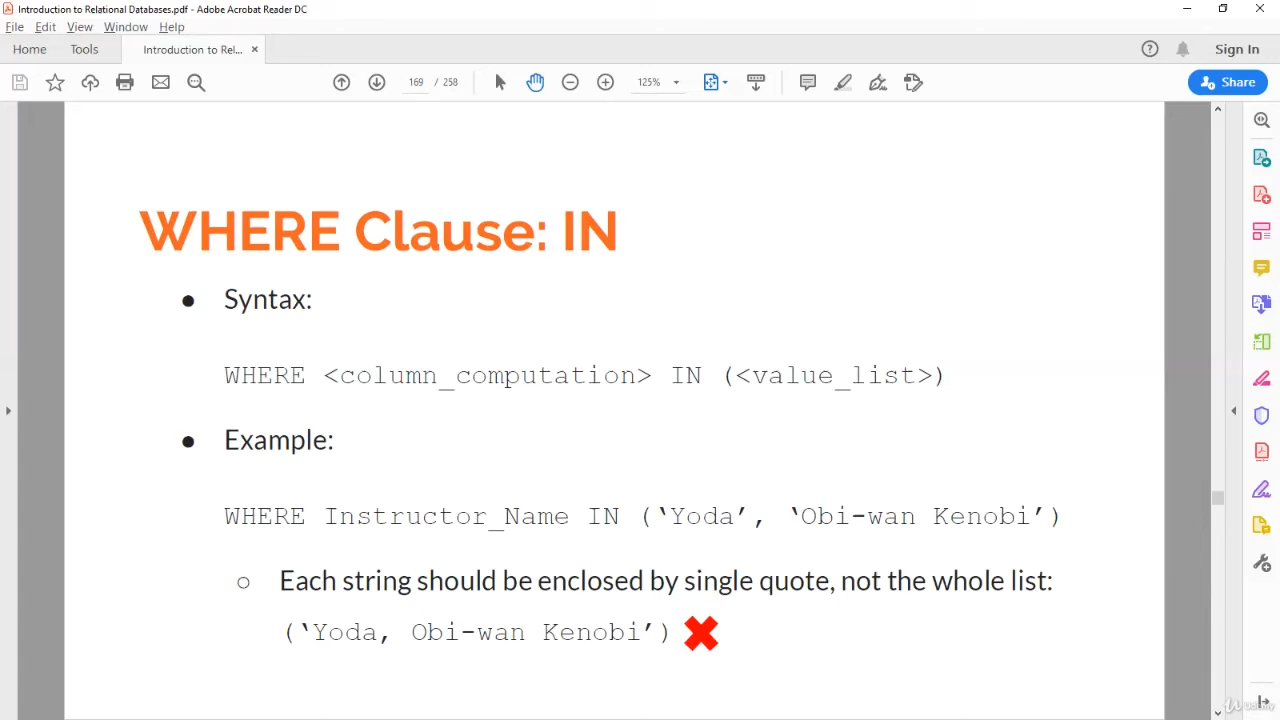 Introduction to Relational Databases.pdf - Adobe Acrobat Reader DC
File Edit View Window Help
Home Tools Introduction to Rel... × Sign In
169 / 258 125% Share
WHERE Clause: IN
● Syntax:
WHERE <column_computation> IN (<value_list>)
● Example:
WHERE Instructor_Name IN (‘Yoda’, ‘Obi-wan Kenobi’)
○ Each string should be enclosed by single quote, not the whole list:
(‘Yoda, Obi-wan Kenobi’)
Udemy